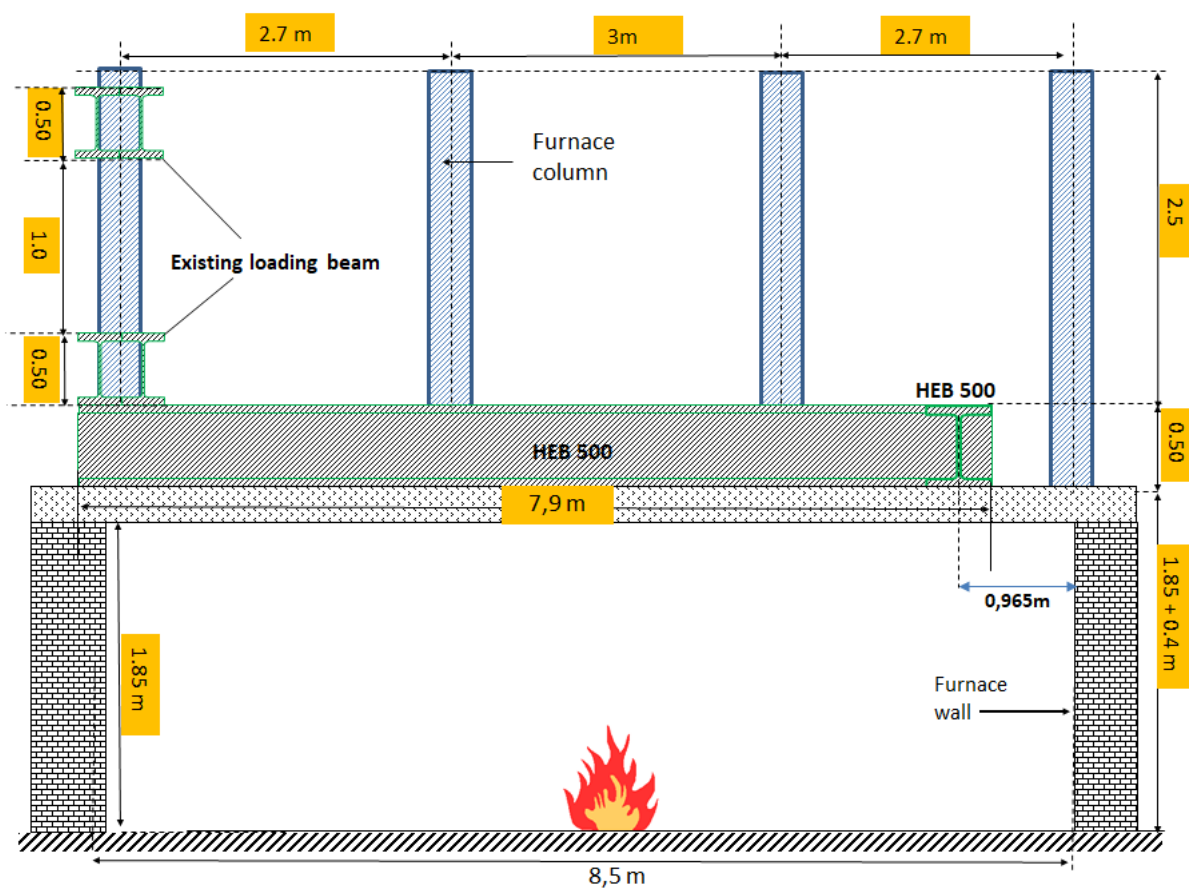 2.7 m
3m
2.7 m
0.50
Furnace
column
2.5
1.0
Existing loading beam
0.50
HEB 500
HEB 500
0.50
7,9 m
0,965m
1.85 + 0.4 m
1.85 m
Furnace
wall
8,5 m